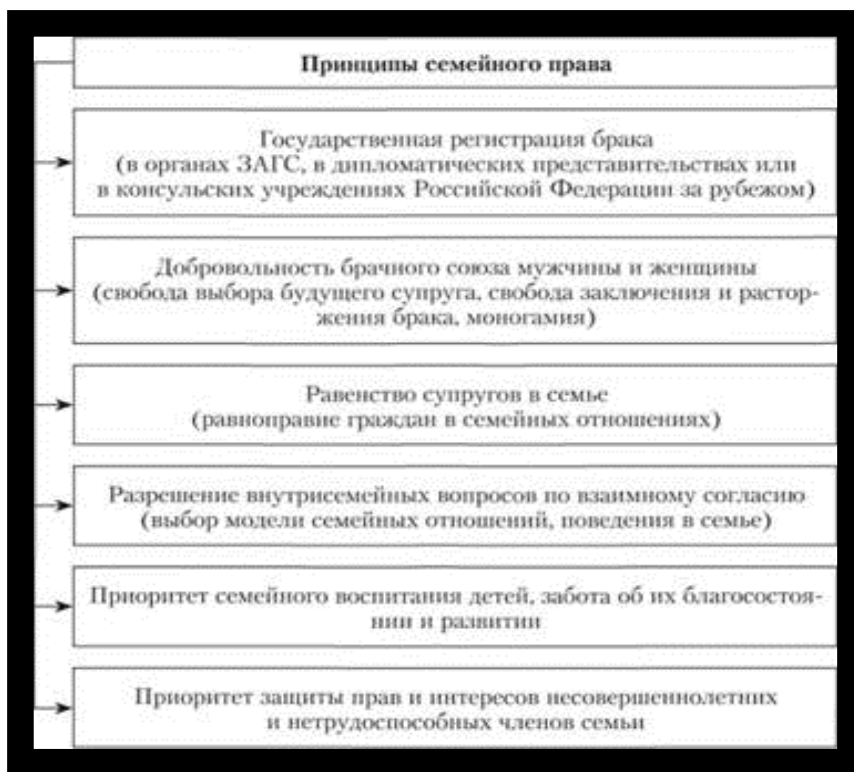 Принципы семейного права
Государственная регистрация брака
(в органах ЗАГС, в дипломатических представительствах или
в консульских учреждениях Российской Федерации за рубежом)
Добровольность брачного союза мужчины и женщины
(свобода выбора будущего супруга, свобода заключения и растор-
жения брака, моногамия)
Равенство супругов в семье
(равноправие граждан в семейных отношениях)
Разрешение внутрисемейных вопросов по взаимному согласию
(выбор модели семейных отношений, поведения в семье)
Приоритет семейного воспитания детей, забота об их благосостоя-
нии и развитии
Приоритет защиты прав и интересов несовершеннолетних
и нетрудоспособных членов семьи